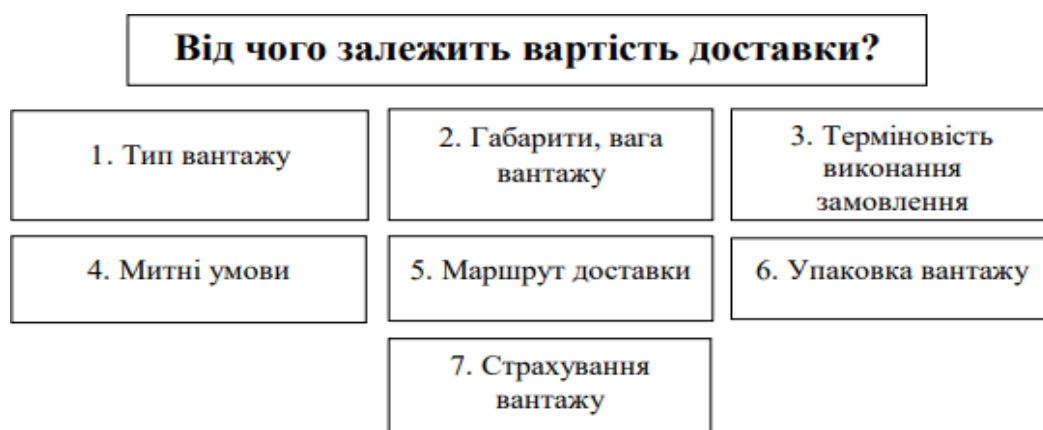 Від чого залежить вартість доставки?
1. Тип вантажу
2. Габарити, вага
вантажу
3. Терміновість
виконання
замовлення
4. Митні умови
5. Маршрут доставки
6. Упаковка вантажу
7. Страхування
вантажу